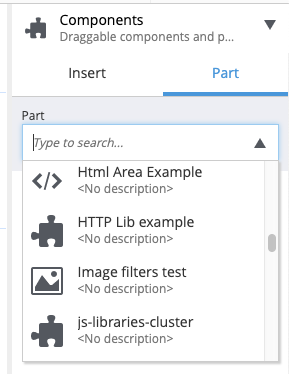 Components
Draggable components and p...
Insert
Part
Part
Type to search...
Html Area Example
<No description>
HTTP Lib example
<No description>
Image filters test
<No description>
js-libraries-cluster
<No description>